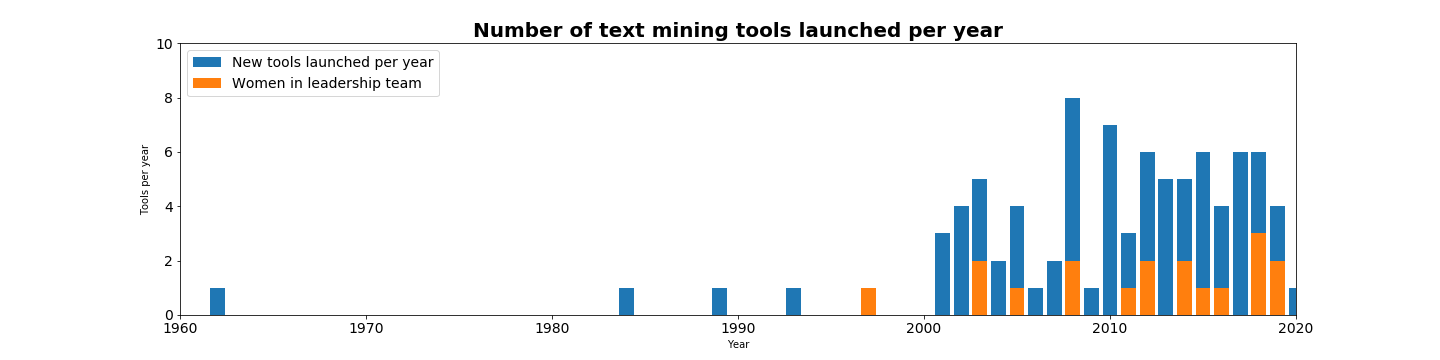 Number of text mining tools launched per year
New tools launched per year
Women in leadership team
10
8
6
4
2
0
Tools per year
1960 1970 1980 1990 2000 2010 2020
Year